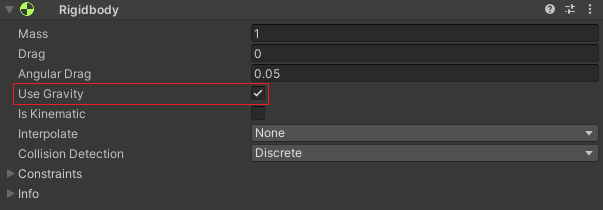 Rigidbody
Mass 1
Drag 0
Angular Drag 0.05
Use Gravity
Is Kinematic
Interpolate None
Collision Detection Discrete
Constraints
Info